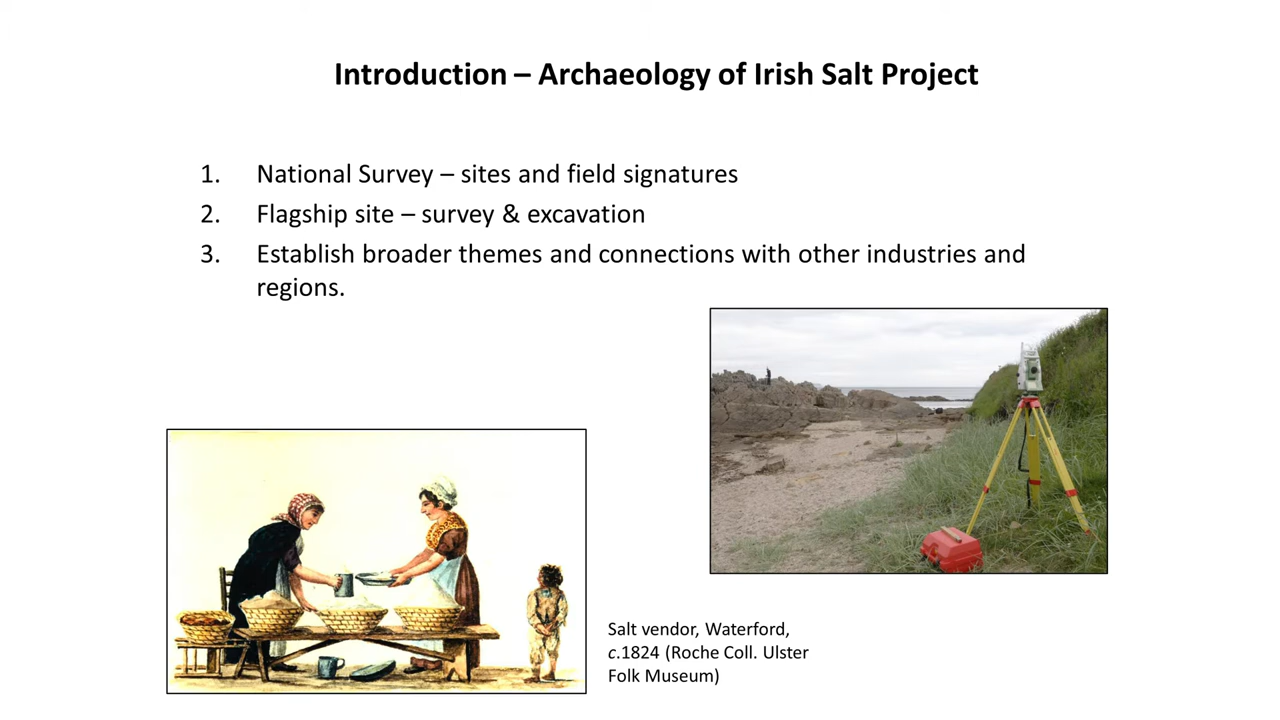 Introduction – Archaeology of Irish Salt Project
1. National Survey – sites and field signatures
2. Flagship site – survey & excavation
3. Establish broader themes and connections with other industries and
regions.
Salt vendor, Waterford,
c.1824 (Roche Coll. Ulster
Folk Museum)